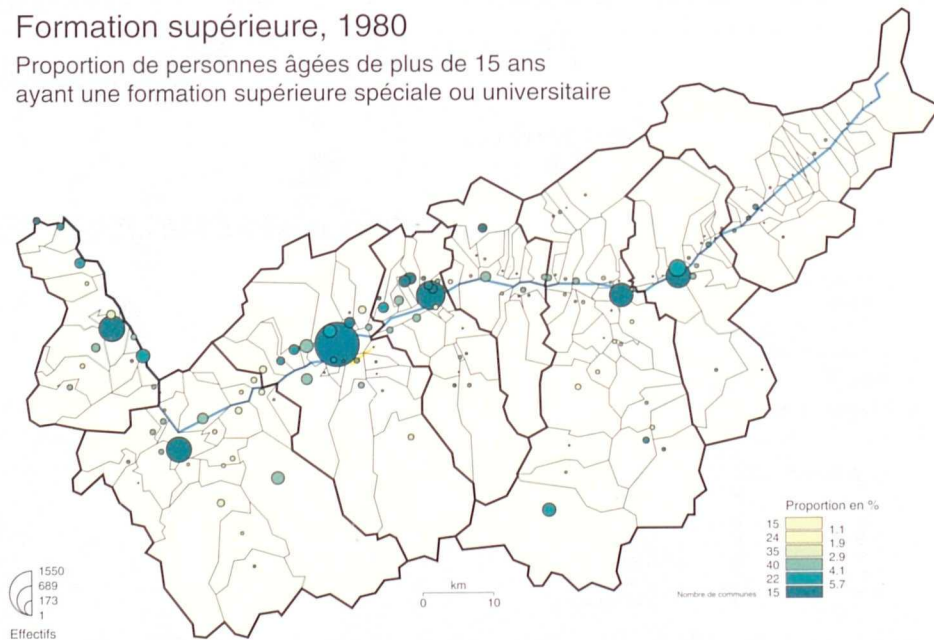 Formation supérieure, 1980
Proportion de personnes âgées de plus de 15 ans
ayant une formation supérieure spéciale ou universitaire
1550
689
173
1
Effectifs
km
0 10
Proportion en %
15
1.1
24
1.9
35
2.9
40
4.1
22
5.7
Nombre de communes 15